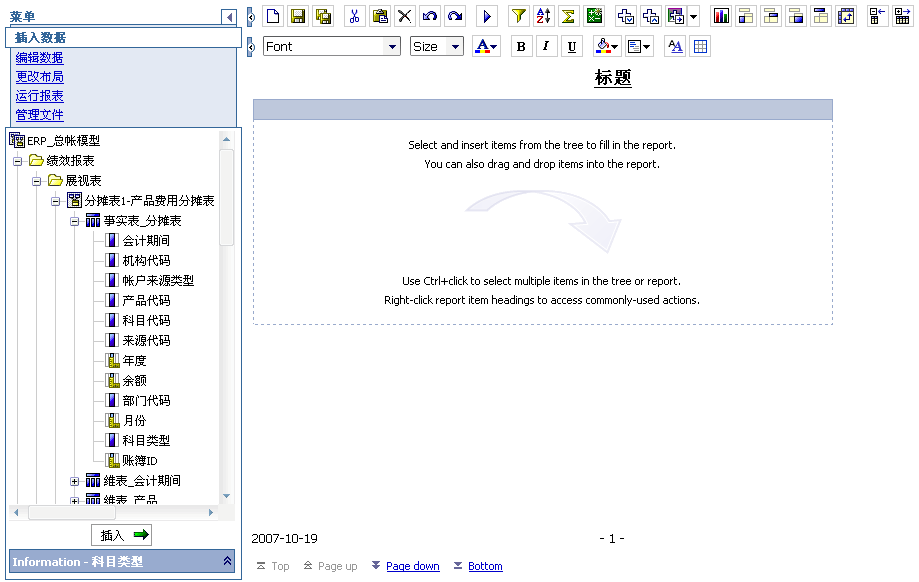 菜单
插入数据
编辑数据
更改布局
运行报表
管理文件
ERP_总帐模型
绩效报表
展视表
分摊表1-产品费用分摊表
事实表_分摊表
会计期间
机构代码
帐户来源类型
产品代码
科目代码
来源代码
年度
余额
部门代码
月份
科目类型
账簿ID
维表_会计期间
维表_产品
插入
Information - 科目类型
Font
Size
A
B
I
U
AA
标题
Select and insert items from the tree to fill in the report.
You can also drag and drop items into the report.
Use Ctrl+click to select multiple items in the tree or report.
Right-click report item headings to access commonly-used actions.
2007-10-19
- 1 -
Top
Page up
Page down
Bottom